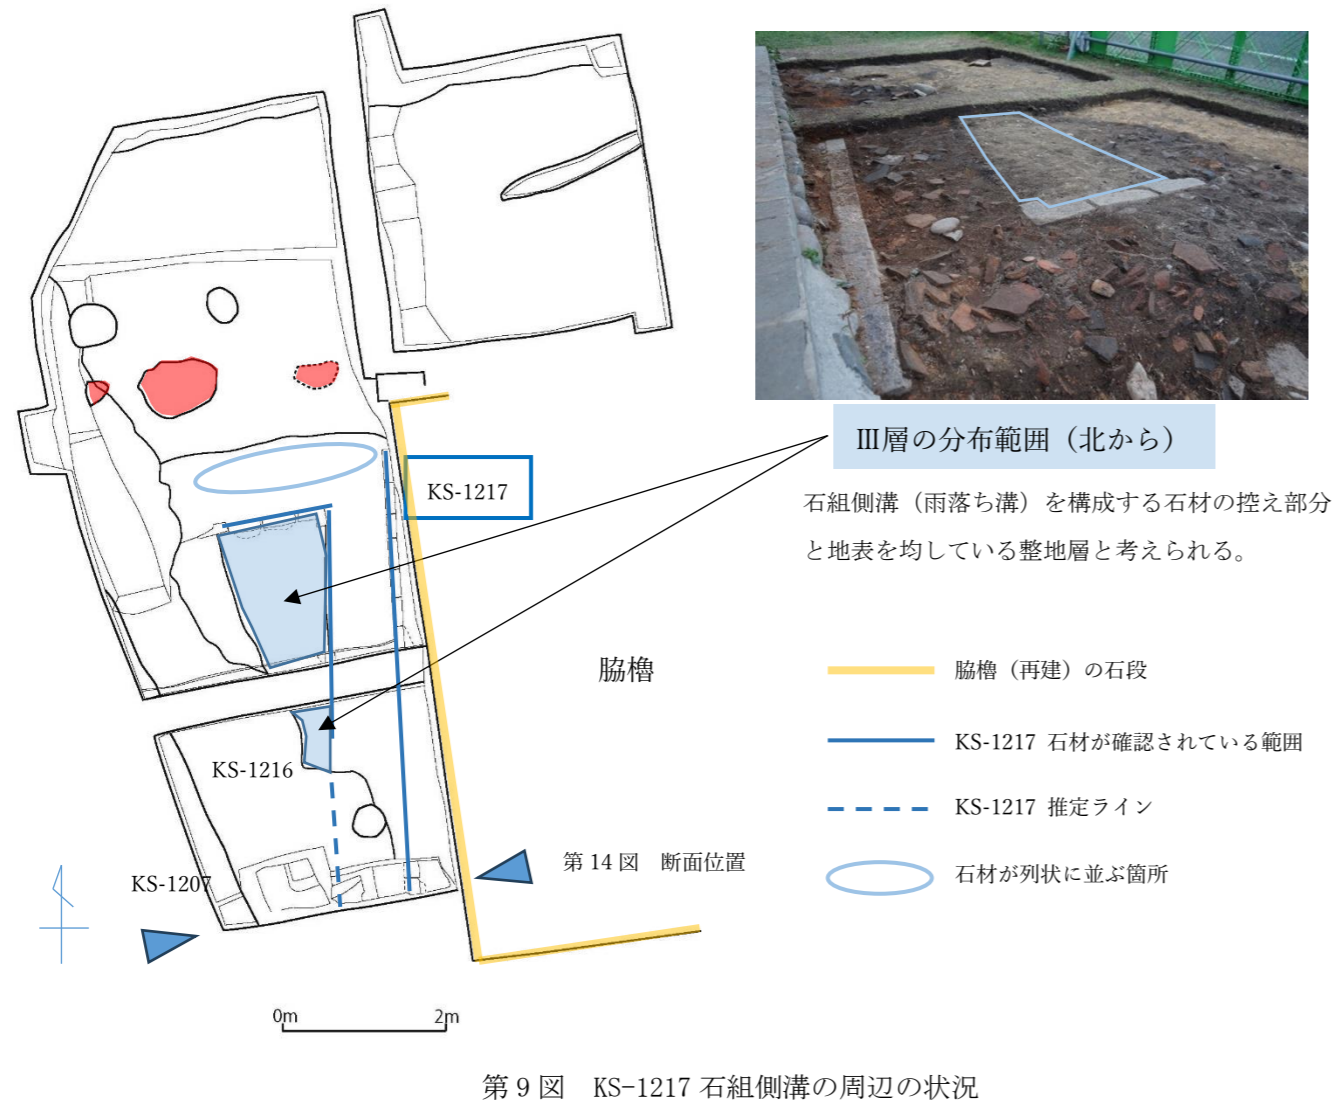 Ⅲ層の分布範囲（北から）
石組側溝（雨落ち溝）を構成する石材の控え部分
と地表を均している整地層と考えられる。
KS-1217
脇櫓
KS-1216
KS-1207
第 14 図　断面位置
脇櫓（再建）の石段
KS-1217 石材が確認されている範囲
KS-1217 推定ライン
石材が列状に並ぶ箇所
0m 2m
第 9 図　KS-1217 石組側溝の周辺の状況